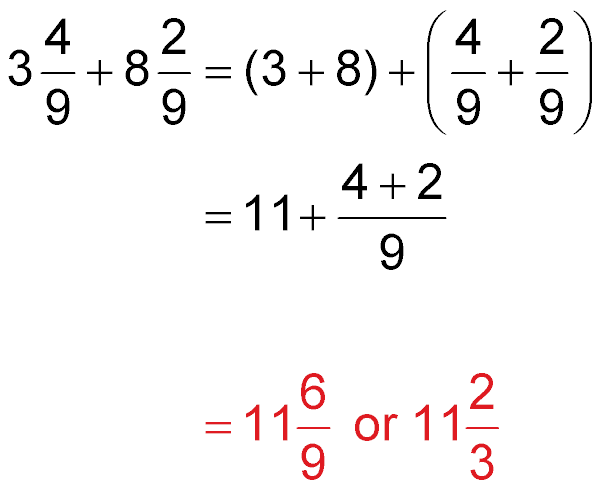 3 4/9 + 8 2/9 = (3 + 8) + (4/9 + 2/9)
= 11 + (4 + 2)/9
= 11 6/9 or 11 2/3